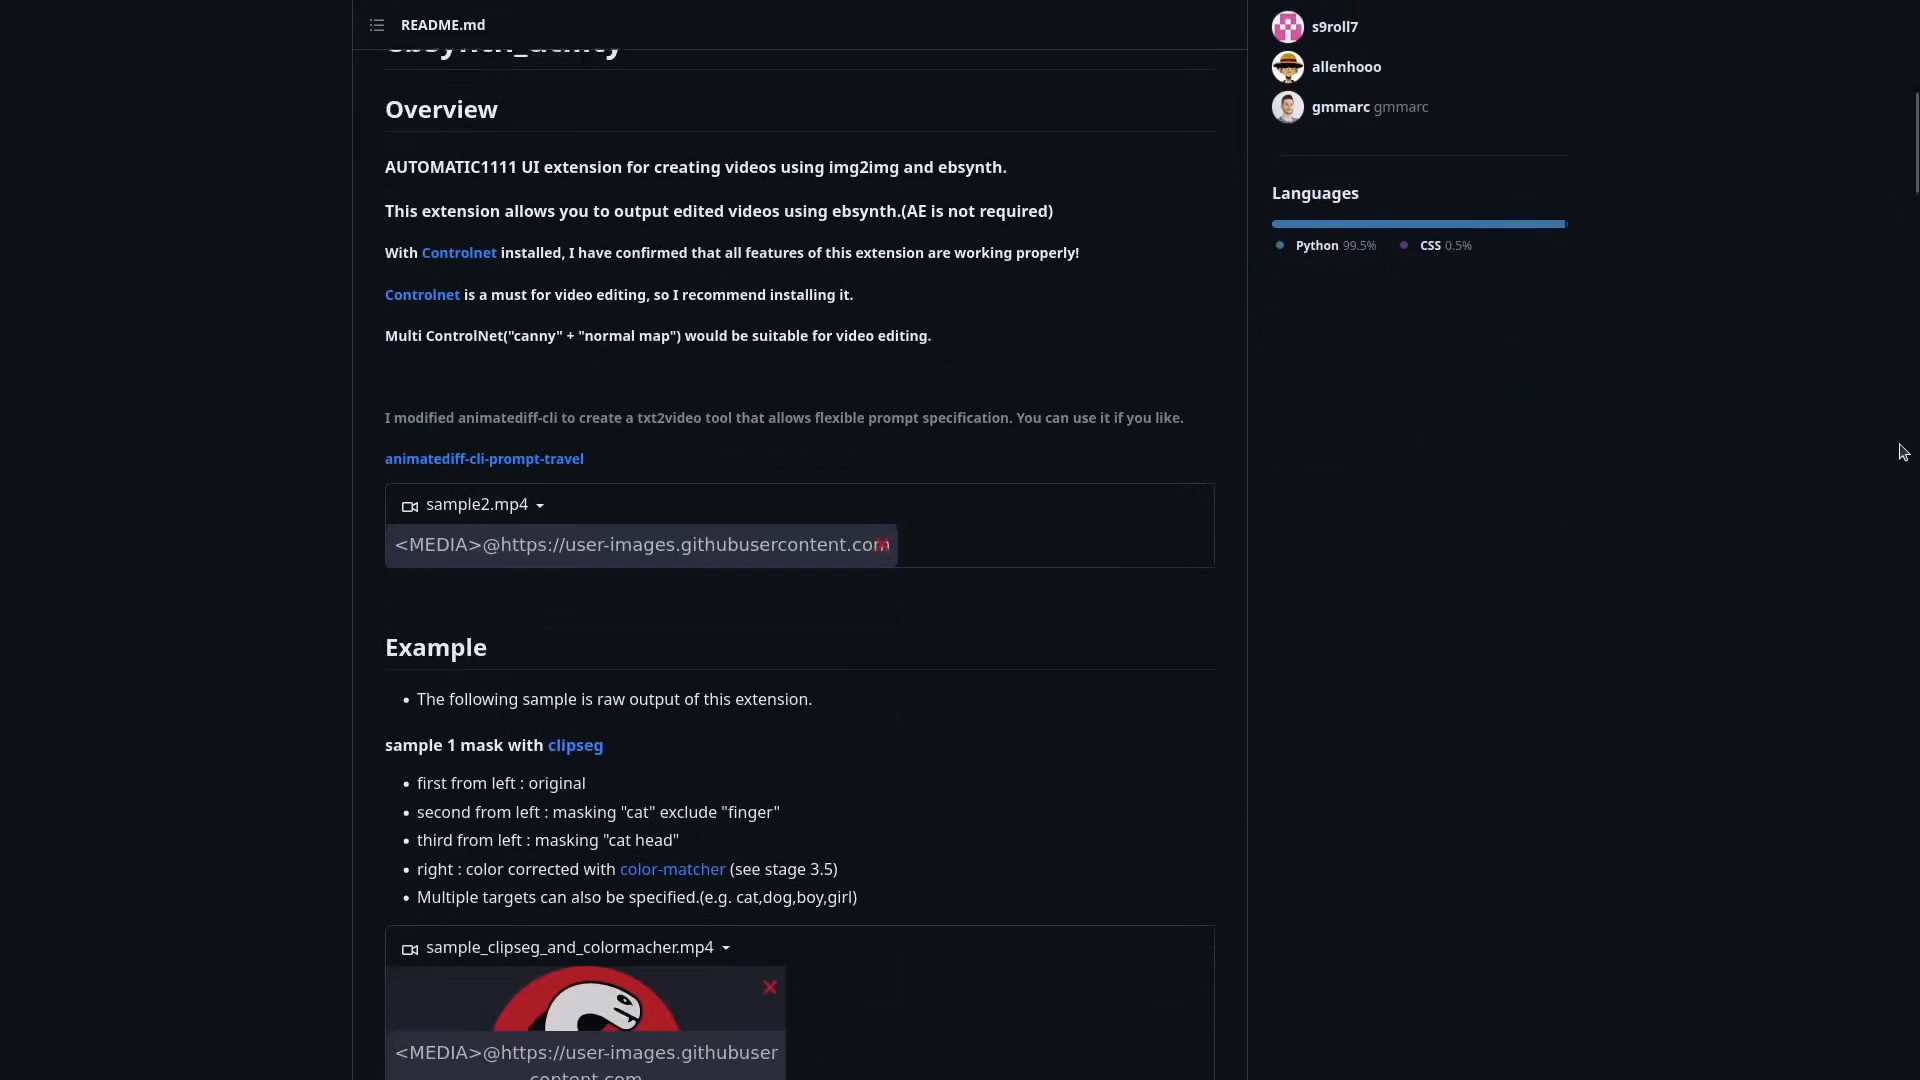 README.md
ebsynth_utility
Overview
AUTOMATIC1111 UI extension for creating videos using img2img and ebsynth.
This extension allows you to output edited videos using ebsynth.(AE is not required)
With Controlnet installed, I have confirmed that all features of this extension are working properly!
Controlnet is a must for video editing, so I recommend installing it.
Multi ControlNet("canny" + "normal map") would be suitable for video editing.
I modified animatediff-cli to create a txt2video tool that allows flexible prompt specification. You can use it if you like.
animatediff-cli-prompt-travel
sample2.mp4
<MEDIA>@https://user-images.githubusercontent.com
Example
• The following sample is raw output of this extension.
sample 1 mask with clipseg
• first from left : original
• second from left : masking "cat" exclude "finger"
• third from left : masking "cat head"
• right : color corrected with color-matcher (see stage 3.5)
• Multiple targets can also be specified.(e.g. cat,dog,boy,girl)
sample_clipseg_and_colormacher.mp4
<MEDIA>@https://user-images.githubuser
content.com
s9roll7
allenhooo
gmmarc gmmarc
Languages
Python 99.5%
CSS 0.5%